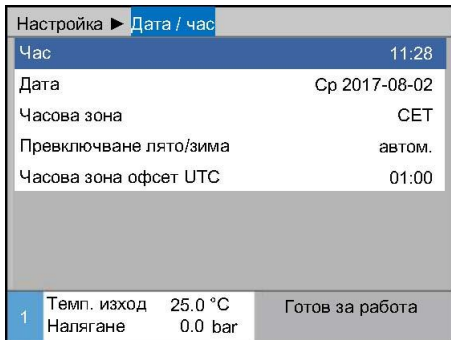 Настройка ► Дата / час
Час 11:28
Дата Ср 2017-08-02
Часова зона CET
Превключване лято/зима автом.
Часова зона офсет UTC 01:00
1 Темп. изход 25.0 °C Готов за работа
Налягане 0.0 bar